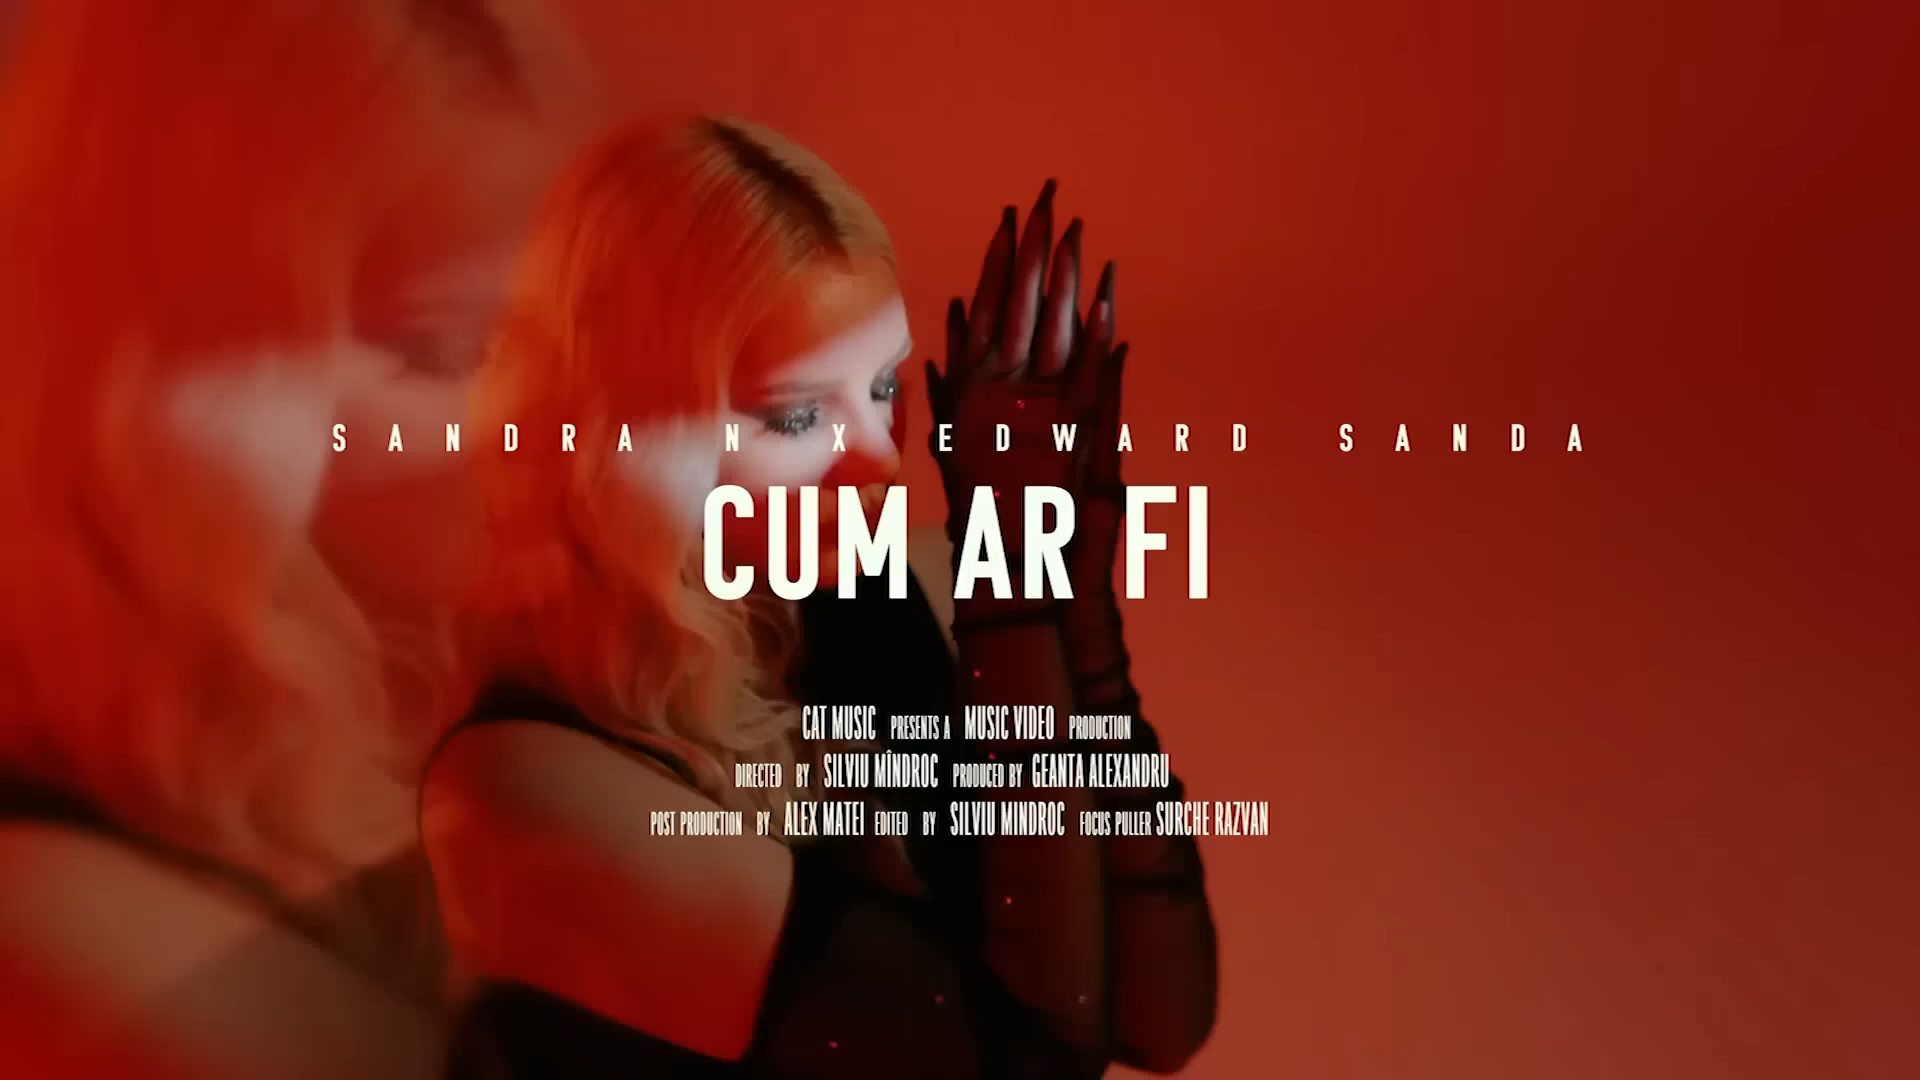 SANDRA N X EDWARD SANDA
CUM AR FI
CAT MUSIC PRESENTS A MUSIC VIDEO PRODUCTION
DIRECTED BY SILVIU MÎNDROC PRODUCED BY GEANTA ALEXANDRU
POST PRODUCTION BY ALEX MATEI EDITED BY SILVIU MINDROC FOCUS PULLER SURCHE RAZVAN